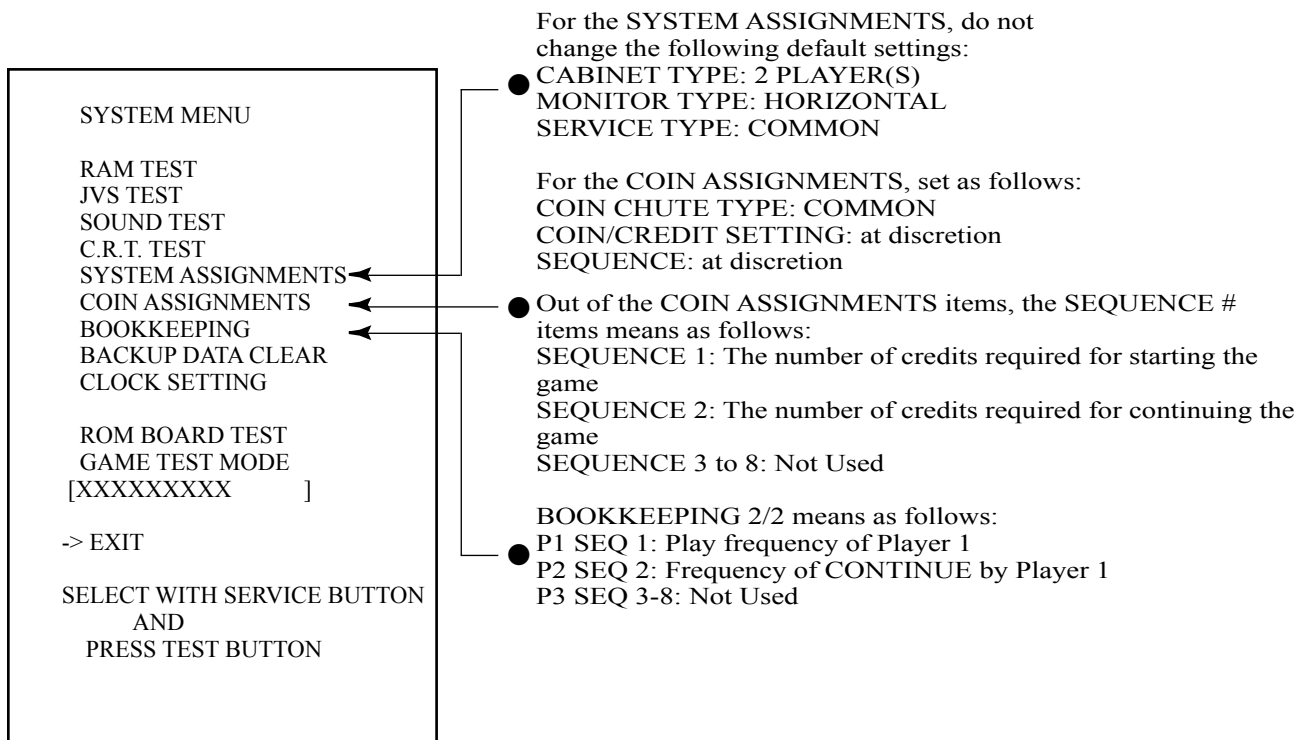 SYSTEM MENU
RAM TEST
JVS TEST
SOUND TEST
C.R.T. TEST
SYSTEM ASSIGNMENTS
COIN ASSIGNMENTS
BOOKKEEPING
BACKUP DATA CLEAR
CLOCK SETTING
ROM BOARD TEST
GAME TEST MODE
[XXXXXXXXX ]
-> EXIT
SELECT WITH SERVICE BUTTON
AND
PRESS TEST BUTTON
For the SYSTEM ASSIGNMENTS, do not
change the following default settings:
CABINET TYPE: 2 PLAYER(S)
MONITOR TYPE: HORIZONTAL
SERVICE TYPE: COMMON
For the COIN ASSIGNMENTS, set as follows:
COIN CHUTE TYPE: COMMON
COIN/CREDIT SETTING: at discretion
SEQUENCE: at discretion
Out of the COIN ASSIGNMENTS items, the SEQUENCE #
items means as follows:
SEQUENCE 1: The number of credits required for starting the
game
SEQUENCE 2: The number of credits required for continuing the
game
SEQUENCE 3 to 8: Not Used
BOOKKEEPING 2/2 means as follows:
P1 SEQ 1: Play frequency of Player 1
P2 SEQ 2: Frequency of CONTINUE by Player 1
P3 SEQ 3-8: Not Used